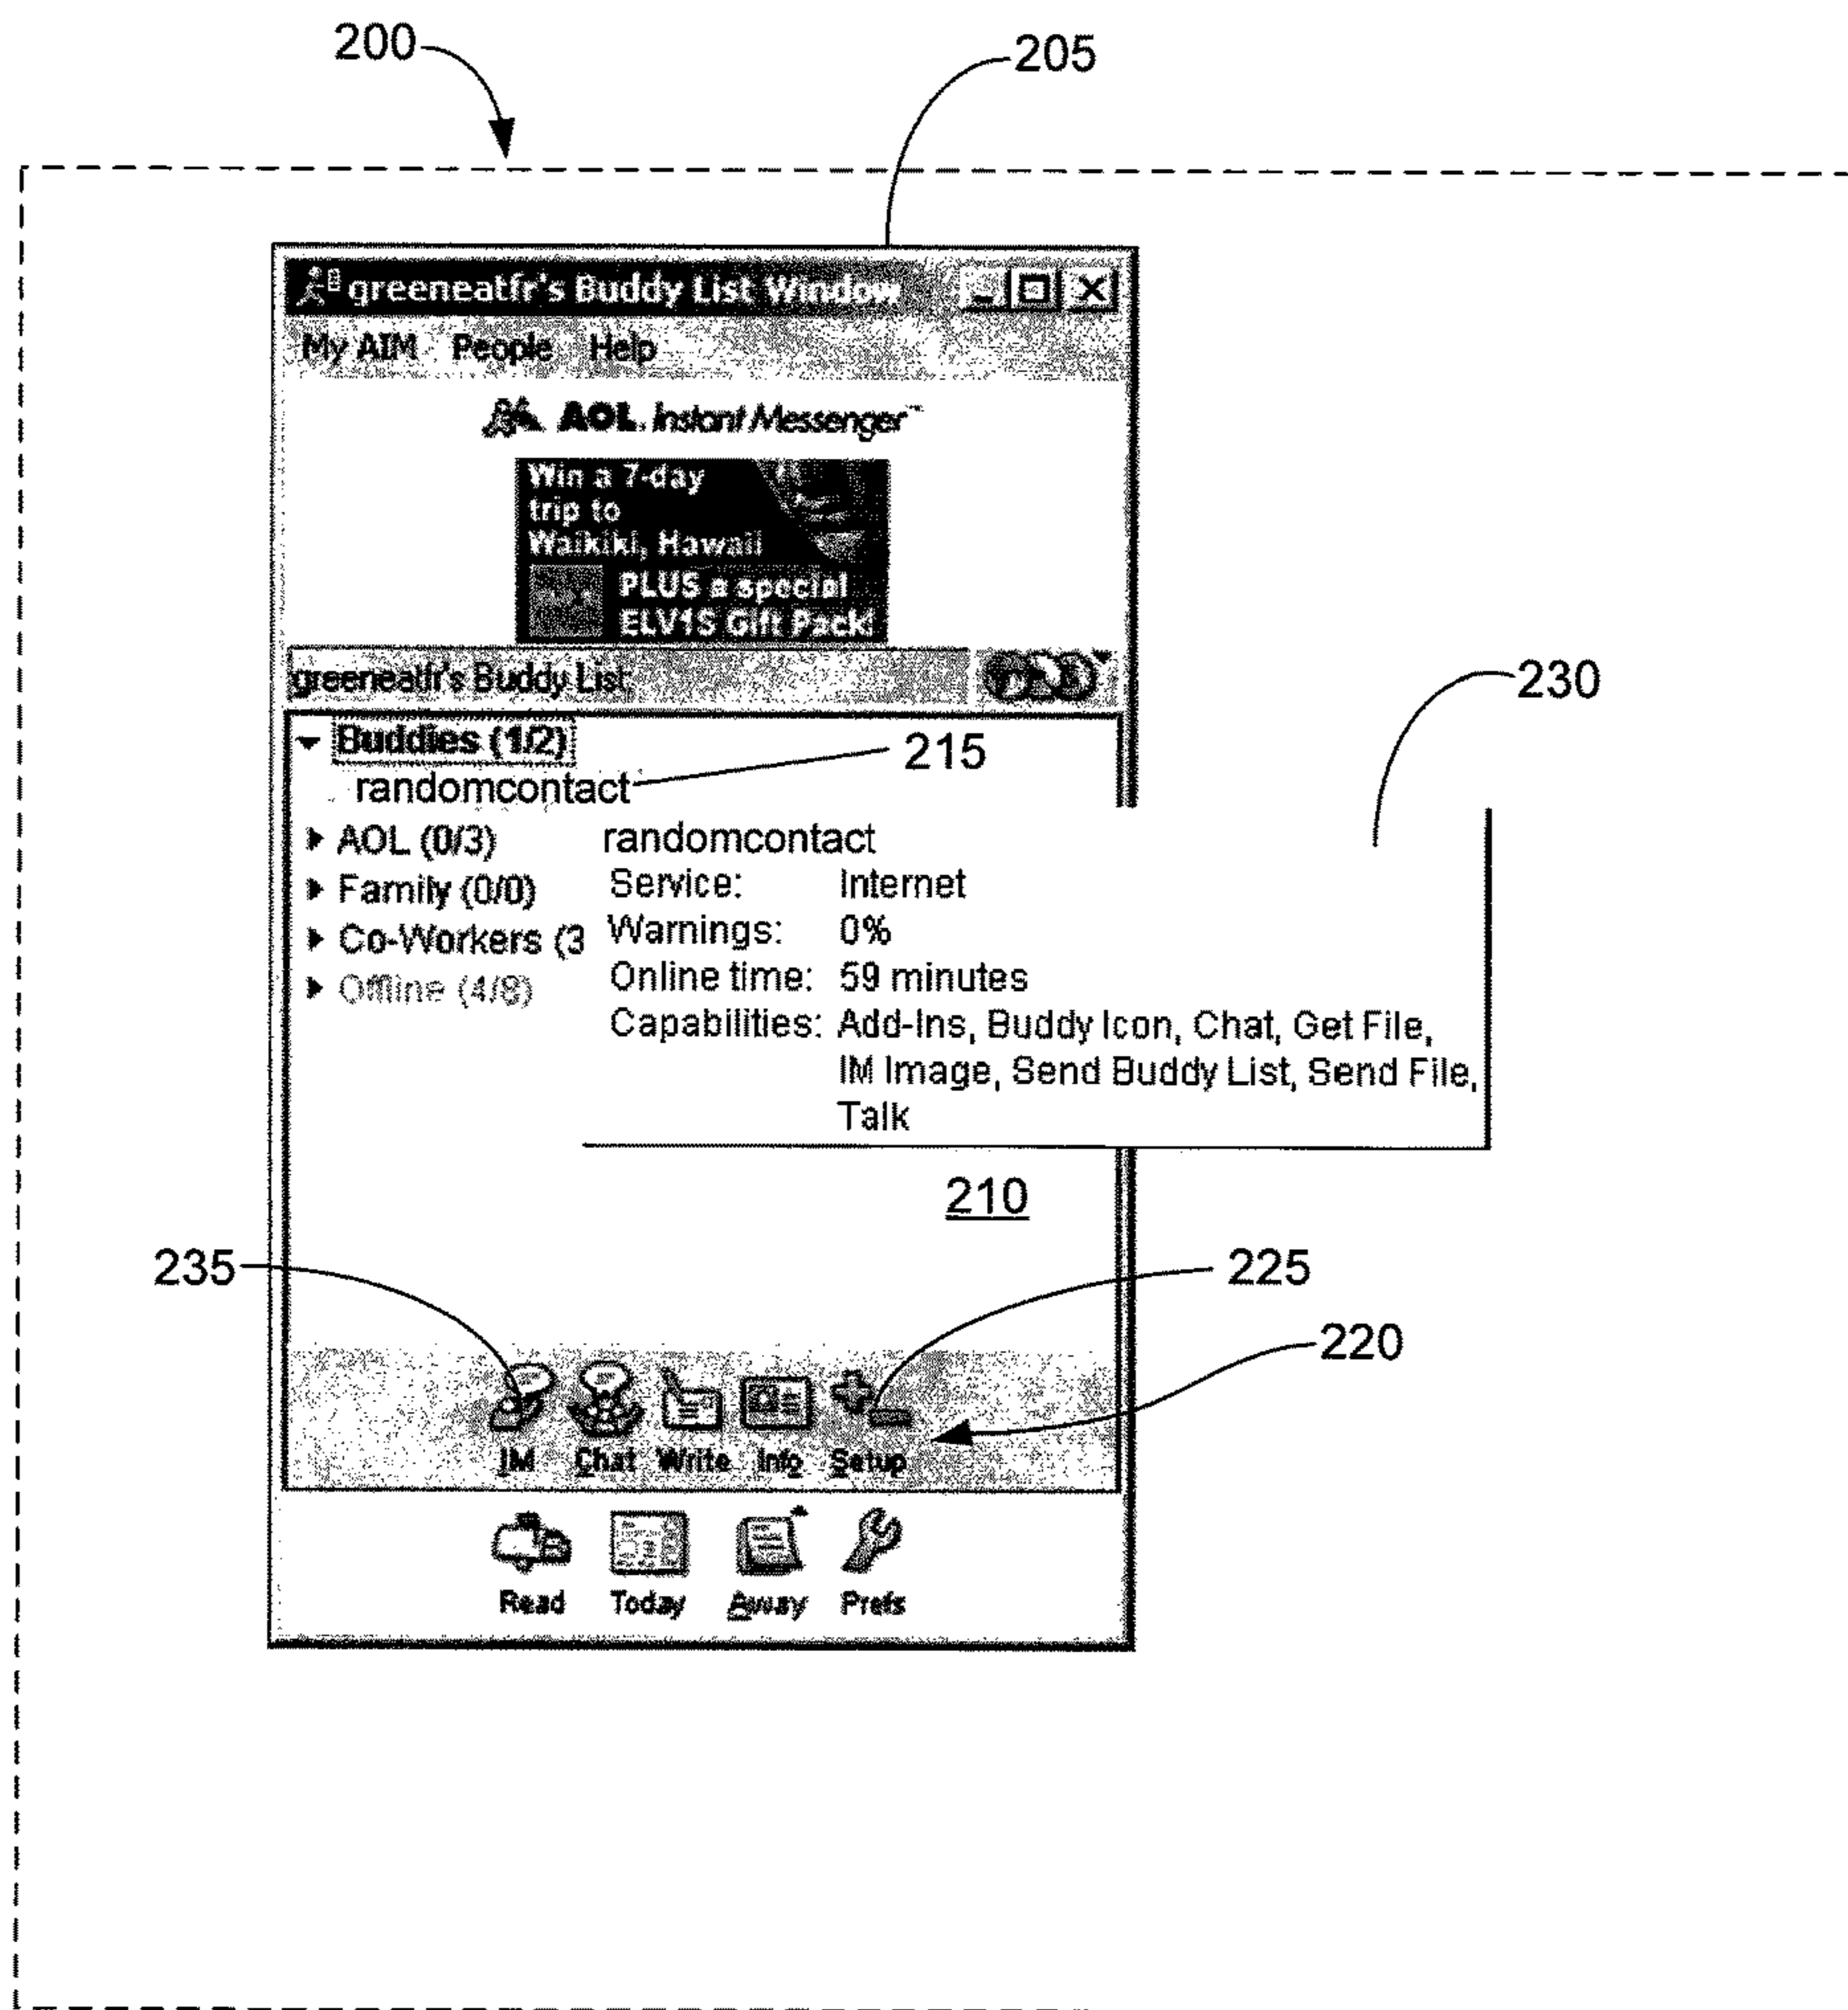 200
205
greeneatfr's Buddy List Window
My AIM People Help
AOL Instant Messenger™
Win a 7-day
trip to
Waikiki, Hawaii
PLUS a special
ELV1S Gift Pack!
greeneatfr's Buddy List
230
Buddies (1/2)
215
randomcontact
AOL (0/3)
randomcontact
Family (0/0)
Service: Internet
Co-Workers (3
Warnings: 0%
Offline (4/8)
Online time: 59 minutes
Capabilities: Add-Ins, Buddy Icon, Chat, Get File,
IM Image, Send Buddy List, Send File,
Talk
210
235
225
220
IM Chat Write Info Setup
Read Today Away Prefs